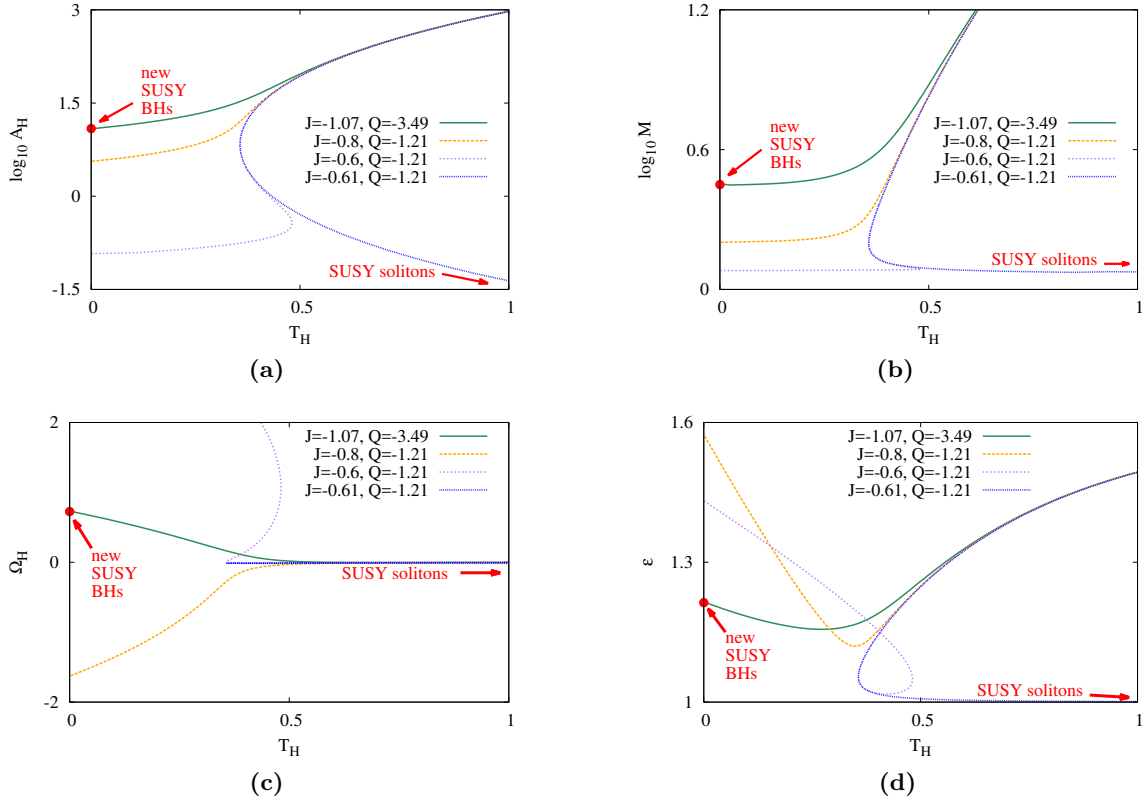 3
1.5
0
-1.5
0
0.5
1
log10 AH
TH
new
SUSY
BHs
J=-1.07, Q=-3.49
J=-0.8, Q=-1.21
J=-0.6, Q=-1.21
J=-0.61, Q=-1.21
SUSY solitons
(a)
1.2
0.6
0
0
0.5
1
log10 M
TH
new
SUSY
BHs
J=-1.07, Q=-3.49
J=-0.8, Q=-1.21
J=-0.6, Q=-1.21
J=-0.61, Q=-1.21
SUSY solitons
(b)
2
0
-2
0
0.5
1
ΩH
TH
J=-1.07, Q=-3.49
J=-0.8, Q=-1.21
J=-0.6, Q=-1.21
J=-0.61, Q=-1.21
new
SUSY
BHs
SUSY solitons
(c)
1.6
1.3
1
0
0.5
1
ε
TH
J=-1.07, Q=-3.49
J=-0.8, Q=-1.21
J=-0.6, Q=-1.21
J=-0.61, Q=-1.21
new
SUSY
BHs
SUSY solitons
(d)